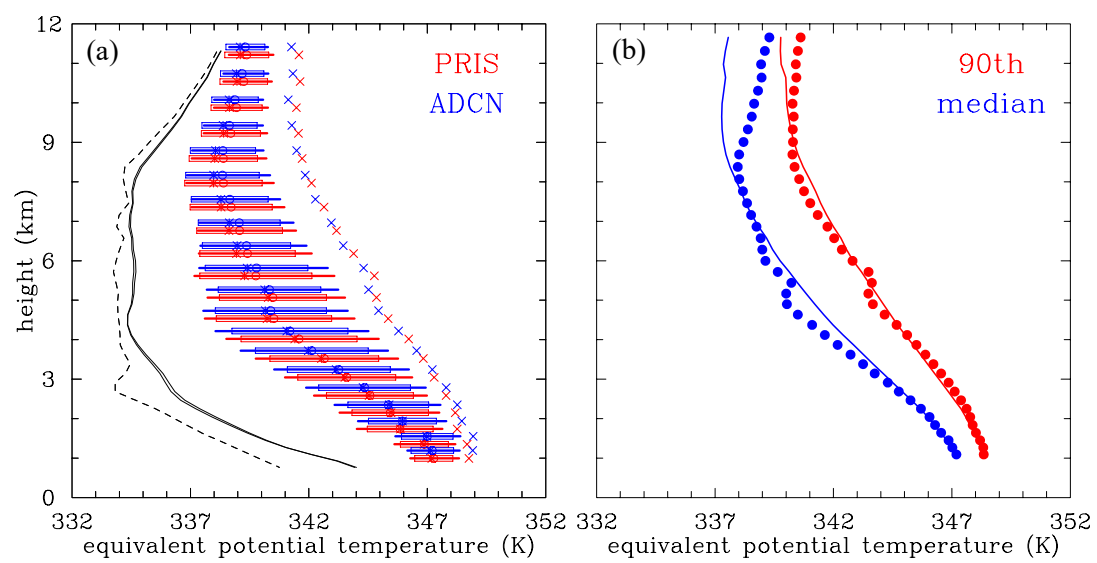 (a)
PRIS
ADCN
12
9
6
3
0
height (km)
332 337 342 347 352
equivalent potential temperature (K)
(b)
90th
median
332 337 342 347 352
equivalent potential temperature (K)